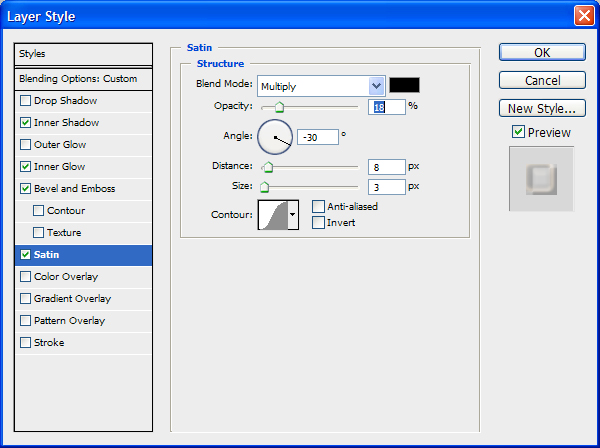 Layer Style
Styles
Blending Options: Custom
Drop Shadow
Inner Shadow
Outer Glow
Inner Glow
Bevel and Emboss
Contour
Texture
Satin
Color Overlay
Gradient Overlay
Pattern Overlay
Stroke
Satin
Structure
Blend Mode: Multiply
Opacity: 18 %
Angle: -30 °
Distance: 8 px
Size: 3 px
Contour: Anti-aliased
Invert
OK
Cancel
New Style...
Preview